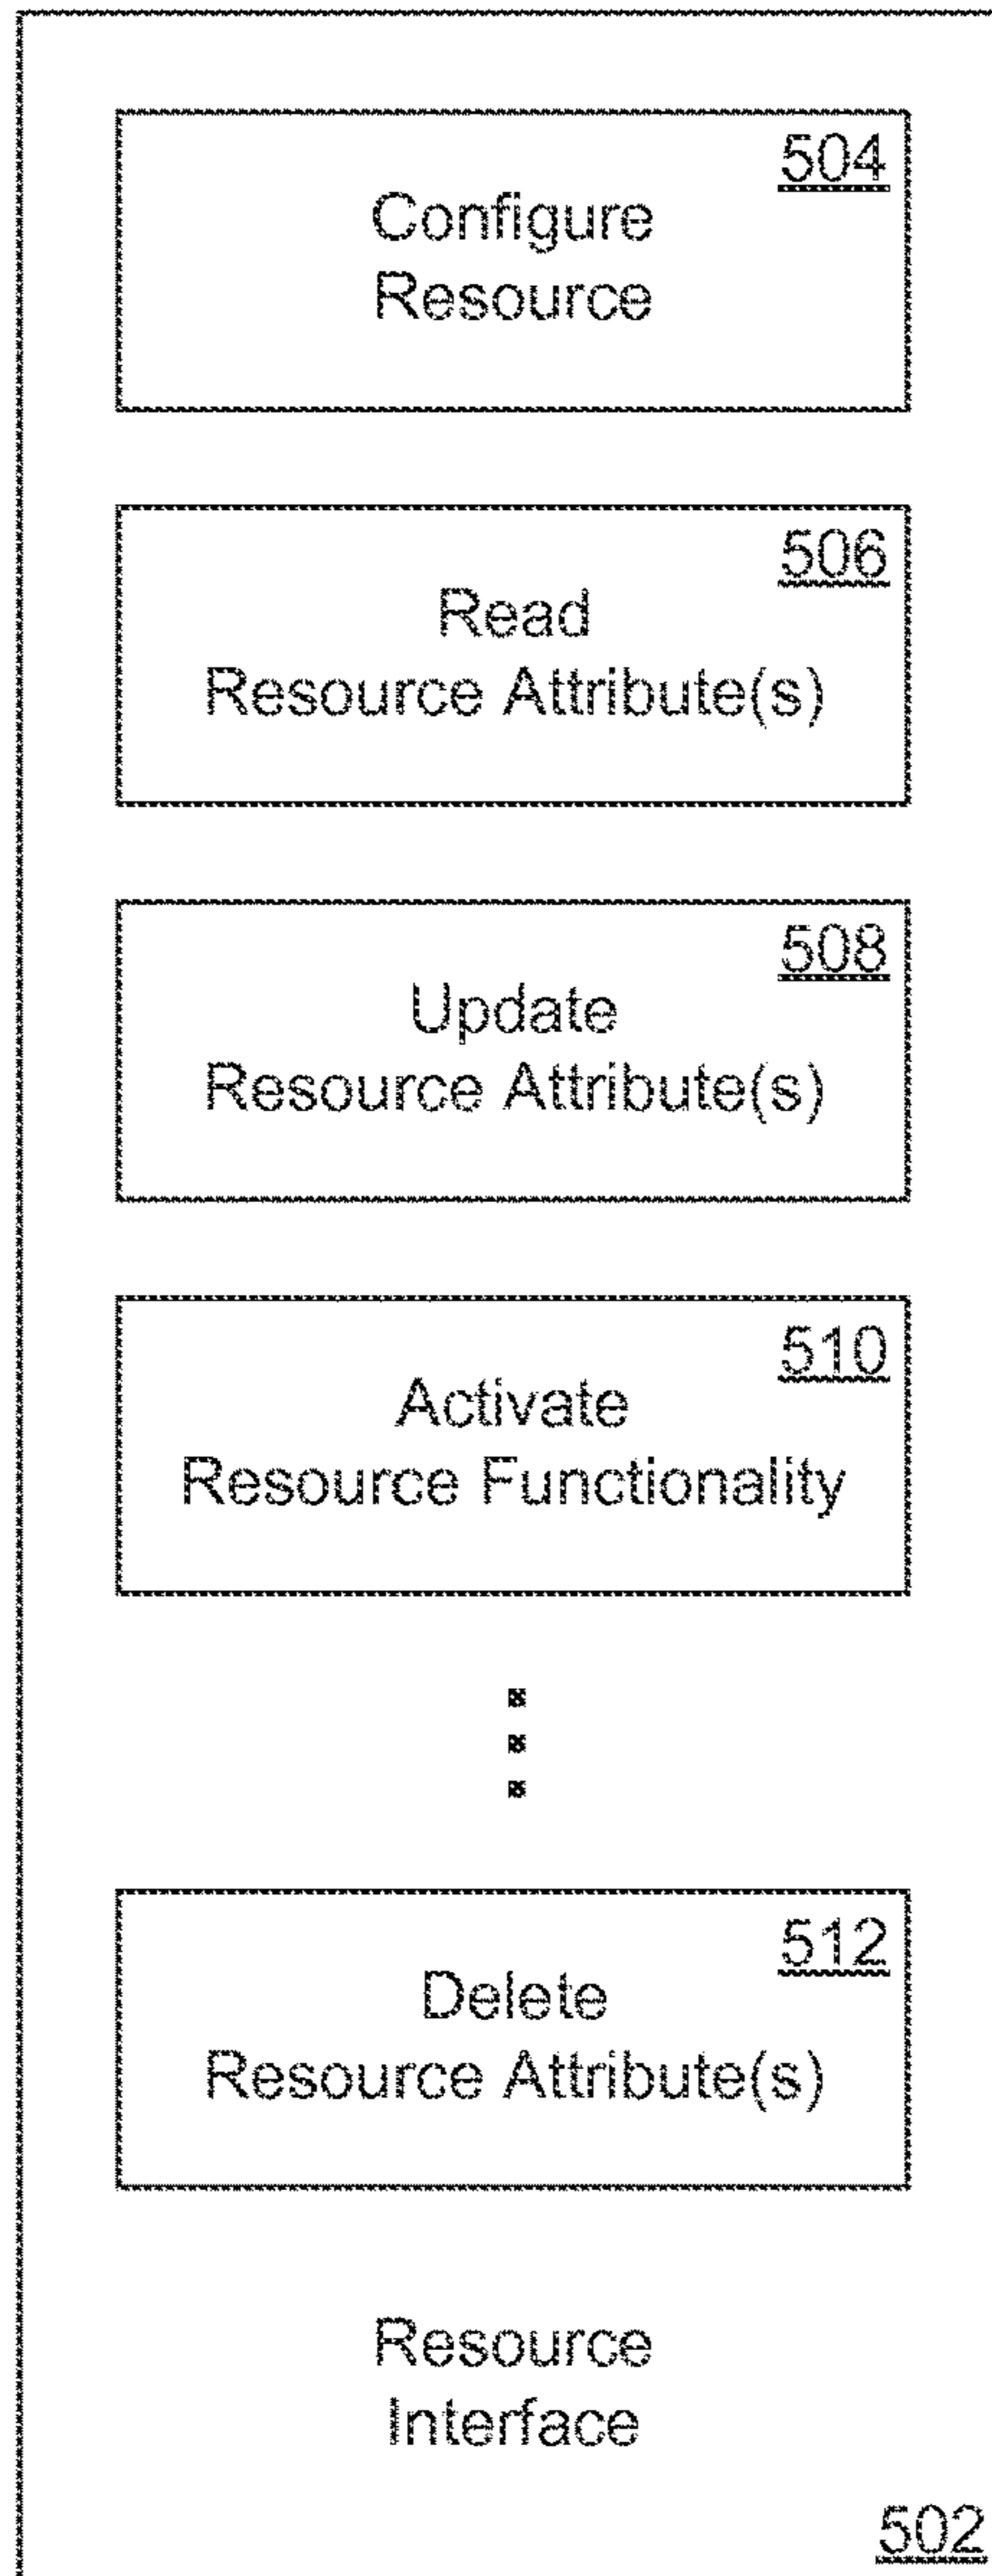 504
Configure
Resource
506
Read
Resource Attribute(s)
508
Update
Resource Attribute(s)
510
Activate
Resource Functionality
512
Delete
Resource Attribute(s)
Resource
Interface
502